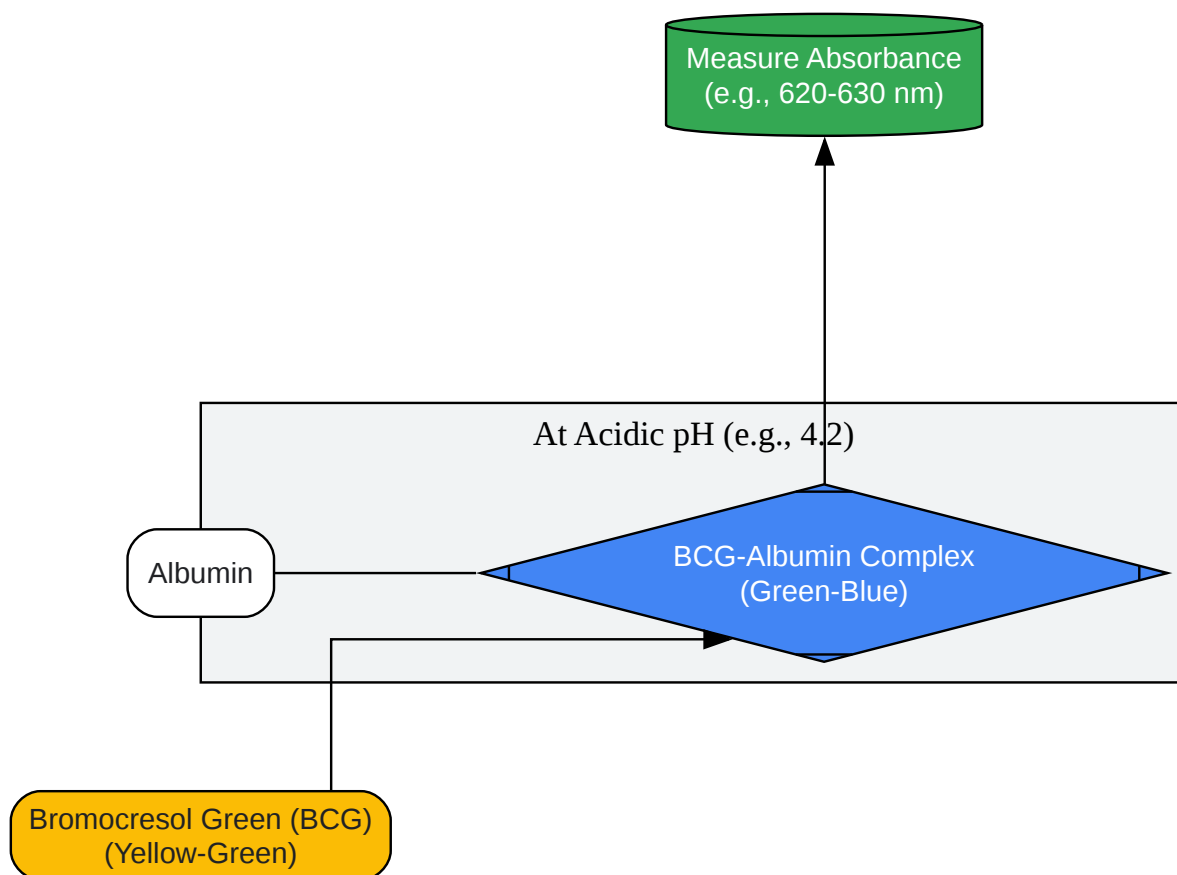 Measure Absorbance
(e.g., 620-630 nm)
At Acidic pH (e.g., 4.2)
Albumin
BCG-Albumin Complex
(Green-Blue)
Bromocresol Green (BCG)
(Yellow-Green)